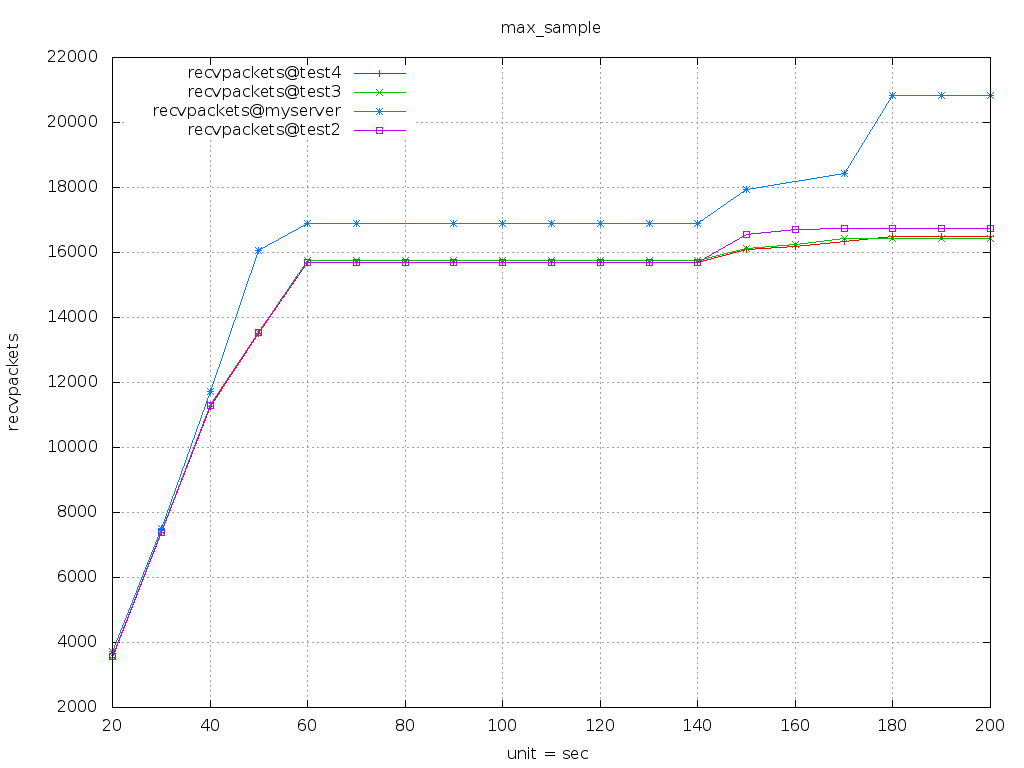 max_sample
22000
20000
18000
16000
14000
12000
10000
8000
6000
4000
2000
recvpackets
recvpackets@test4
recvpackets@test3
recvpackets@myserver
recvpackets@test2
20 40 60 80 100 120 140 160 180 200
unit = sec